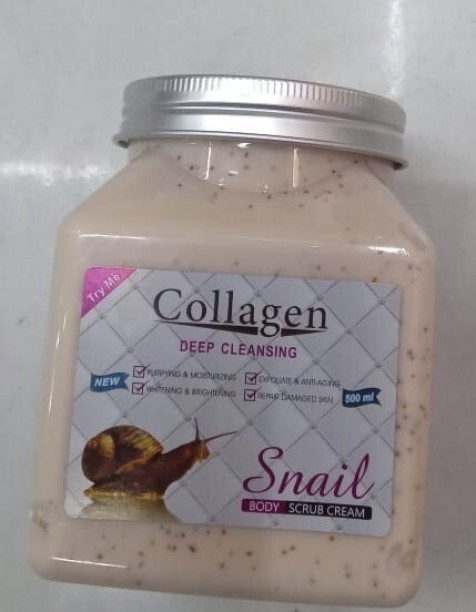 Try Me
Collagen
DEEP CLEANSING
NEW
PURIFYING & MOISTURIZING
EXFOLIATE & ANTI-AGING
WHITENING & BRIGHTENING
REPAIR DAMAGED SKIN
500 ml
Snail
BODY SCRUB CREAM